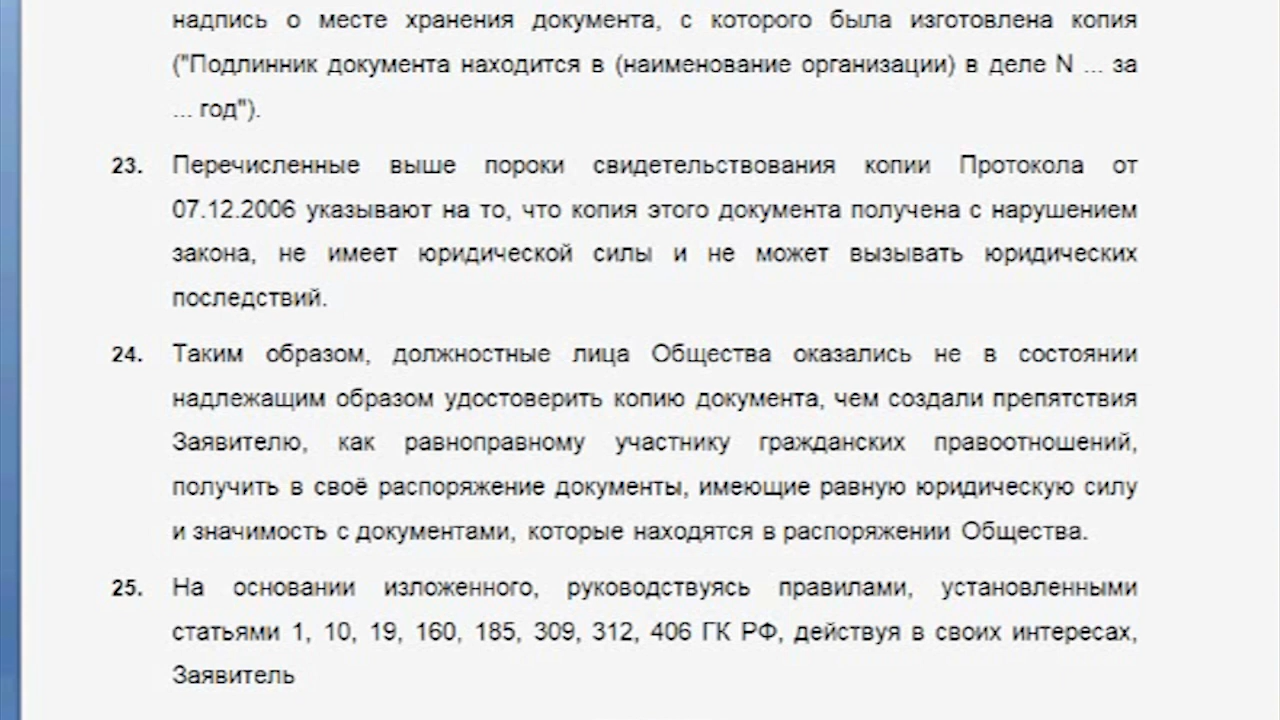 надпись о месте хранения документа, с которого была изготовлена копия
("Подлинник документа находится в (наименование организации) в деле N ... за
... год").
23. Перечисленные выше пороки свидетельствования копии Протокола от
07.12.2006 указывают на то, что копия этого документа получена с нарушением
закона, не имеет юридической силы и не может вызывать юридических
последствий.
24. Таким образом, должностные лица Общества оказались не в состоянии
надлежащим образом удостоверить копию документа, чем создали препятствия
Заявителю, как равноправному участнику гражданских правоотношений,
получить в своё распоряжение документы, имеющие равную юридическую силу
и значимость с документами, которые находятся в распоряжении Общества.
25. На основании изложенного, руководствуясь правилами, установленными
статьями 1, 10, 19, 160, 185, 309, 312, 406 ГК РФ, действуя в своих интересах,
Заявитель